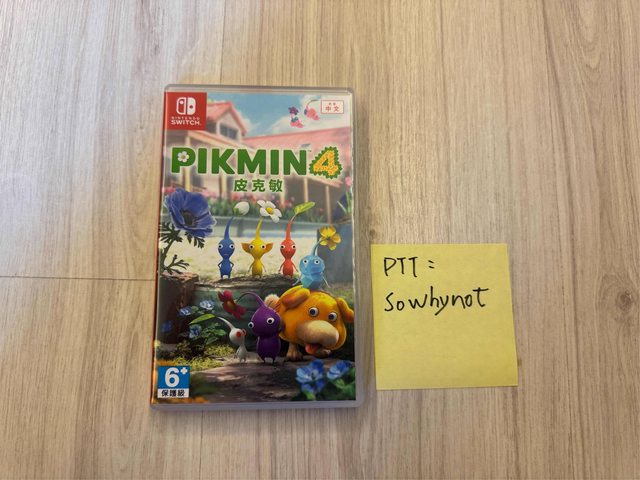 NINTENDO
SWITCH
中文
PIKMIN 4
皮克敏
6+
保護級
PTT:
sowhynot